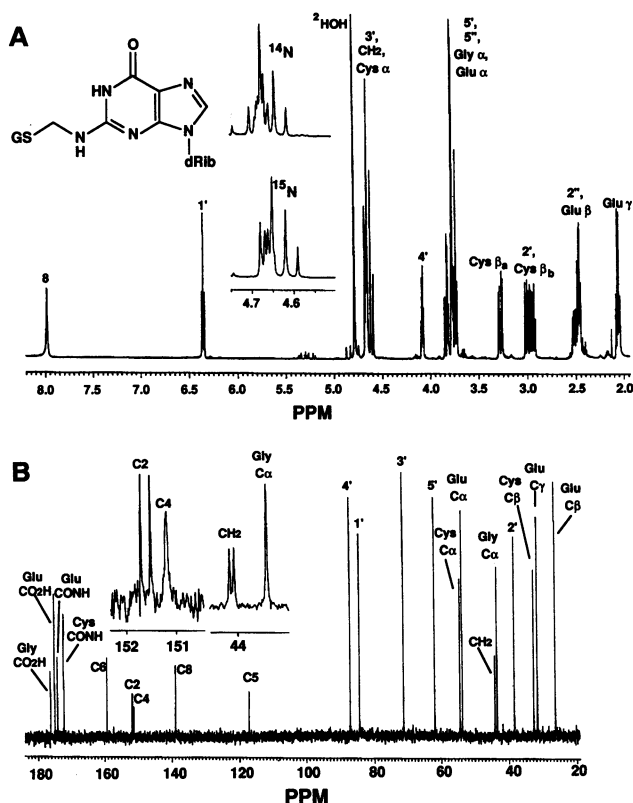 A
O
HN
N
GS
N
H
N
N
dRib
14N
15N
4.7 4.6
2HOH
3',
CH2,
Cys α
5',
5'',
Gly α,
Glu α
8
1'
4'
Cys βa
2',
Cys βb
2'',
Glu β
Glu γ
8.0 7.5 7.0 6.5 6.0 5.5 5.0 4.5 4.0 3.5 3.0 2.5 2.0
PPM
B
Glu
CO2H
Glu
CONH
Gly
CO2H
Cys
CONH
C2
C4
152 151
CH2
Gly
Cα
44
C6
C2
C4
C8
C5
4'
1'
3'
5'
Cys
Cα
Glu
Cα
CH2
Gly
Cα
2'
Cys
Cβ
Glu
Cγ
Glu
Cβ
180 160 140 120 100 80 60 40 20
PPM